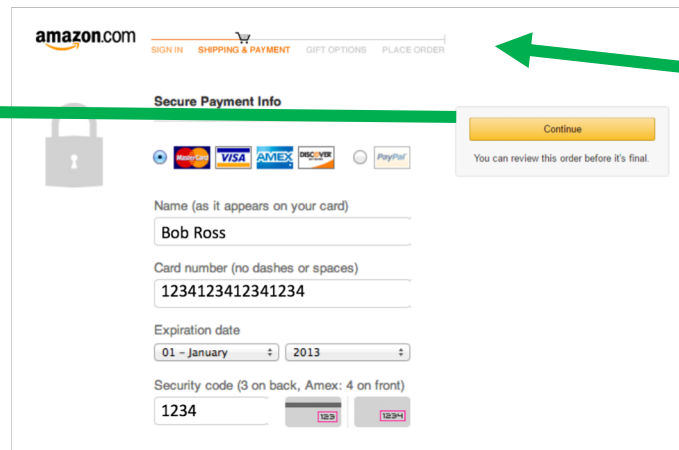 amazon.com
SIGN IN SHIPPING & PAYMENT GIFT OPTIONS PLACE ORDER
Secure Payment Info
Continue
You can review this order before it's final.
MasterCard VISA AMEX DISCOVER PayPal
Name (as it appears on your card)
Bob Ross
Card number (no dashes or spaces)
1234123412341234
Expiration date
01 – January 2013
Security code (3 on back, Amex: 4 on front)
1234 123 1234